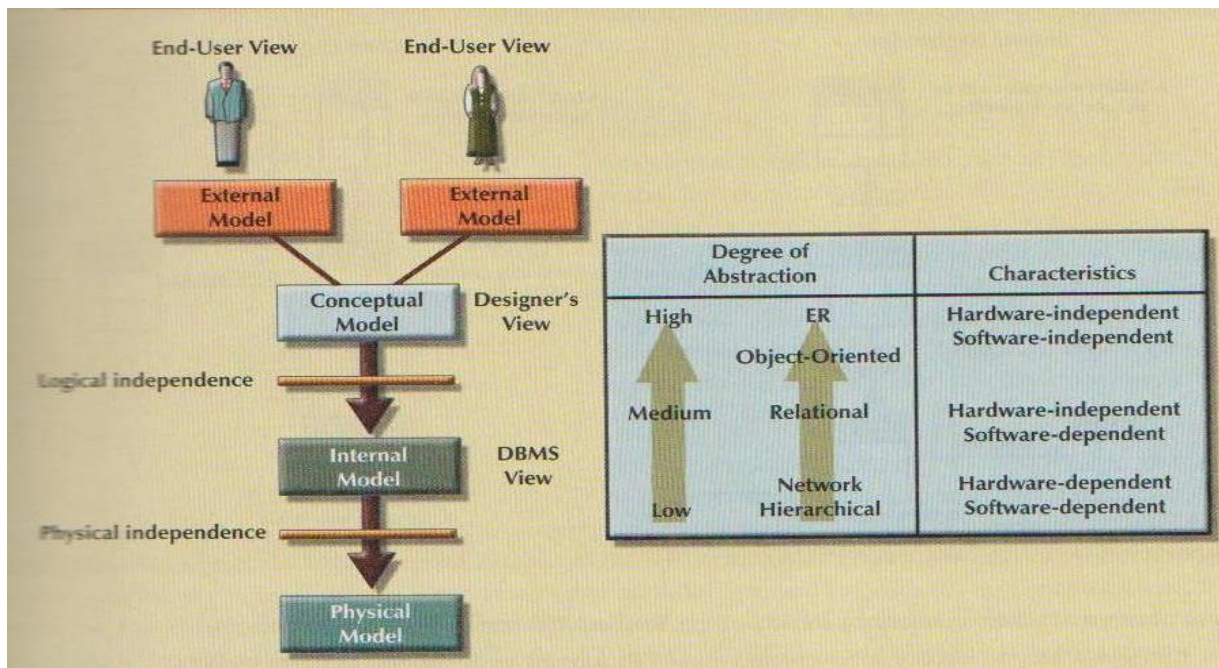 End-User View
End-User View
External
Model
External
Model
Conceptual
Model
Designer's
View
Logical independence
Internal
Model
DBMS
View
Physical independence
Physical
Model
Degree of
Abstraction
Characteristics
High
ER
Hardware-independent
Software-independent
Object-Oriented
Medium
Relational
Hardware-independent
Software-dependent
Low
Network
Hierarchical
Hardware-dependent
Software-dependent